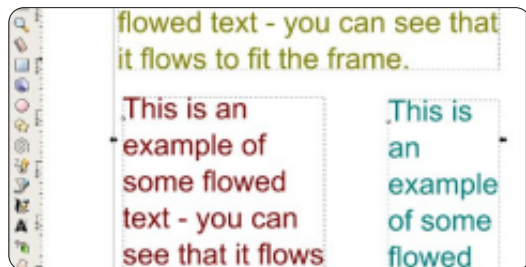 flowed text - you can see that
it flows to fit the frame.
This is an
example of
some flowed
text - you can
see that it flows
This is
an
example
of some
flowed